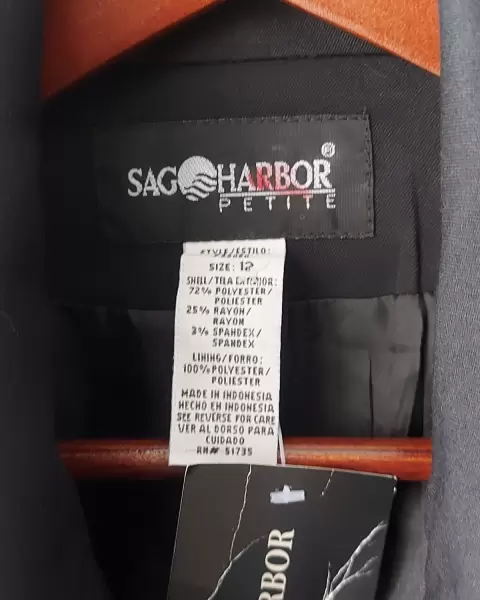 SAG HARBOR ®
PETITE
STYLE/ESTILO:
SIZE: 12
SHELL/TELA EXTERIOR:
72% POLYESTER/
POLIESTER
25% RAYON/
RAYON
3% SPANDEX/
SPANDEX
LINING/FORRO:
100% POLYESTER/
POLIESTER
MADE IN INDONESIA
HECHO EN INDONESIA
SEE REVERSE FOR CARE
VER AL DORSO PARA
CUIDADO
RN# 51735
RBOR